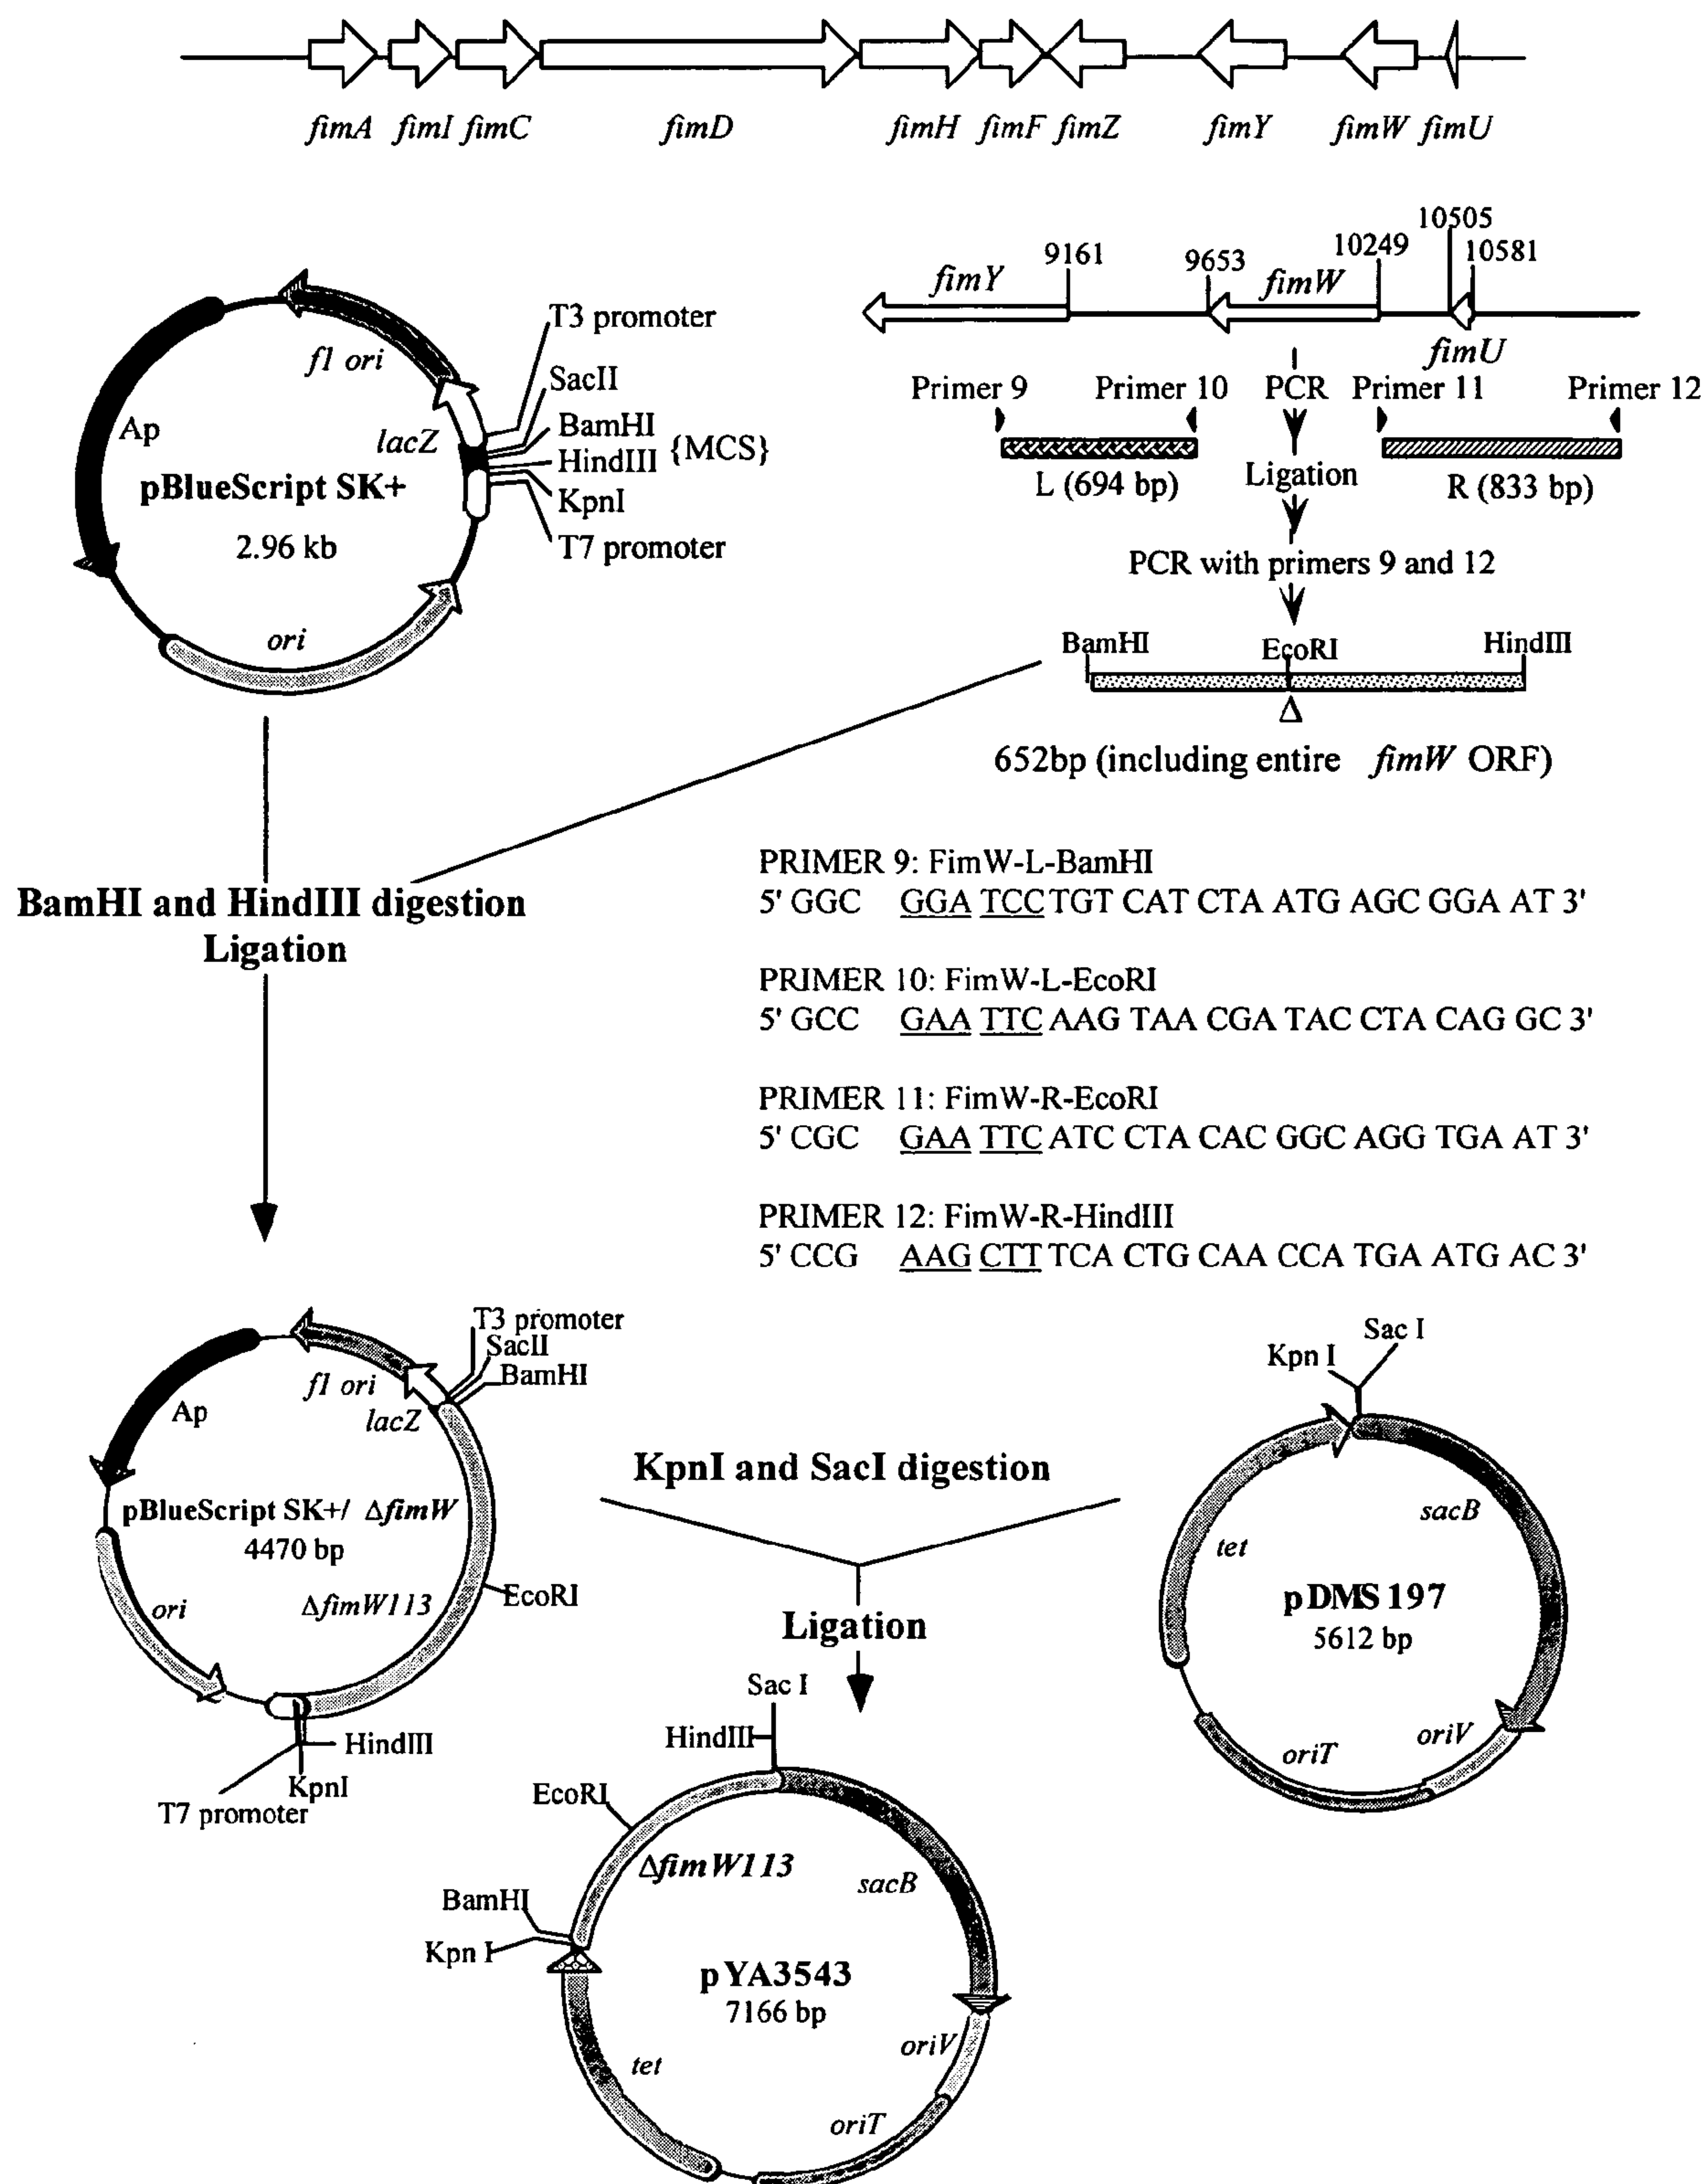 fimA fimI fimC fimD fimH fimF fimZ fimY fimW fimU
10505
10249 10581
9161 9653
fimY fimW
fimU
T3 promoter
SacII
BamHI
HindIII {MCS}
KpnI
T7 promoter
f1 ori
Ap
lacZ
pBlueScript SK+
2.96 kb
ori
Primer 9 Primer 10 PCR Primer 11 Primer 12
L (694 bp) Ligation R (833 bp)
PCR with primers 9 and 12
BamHI EcoRI HindIII
Δ
652bp (including entire fimW ORF)
BamHI and HindIII digestion
Ligation
PRIMER 9: FimW-L-BamHI
5' GGC GGA TCC TGT CAT CTA ATG AGC GGA AT 3'
PRIMER 10: FimW-L-EcoRI
5' GCC GAA TTC AAG TAA CGA TAC CTA CAG GC 3'
PRIMER 11: FimW-R-EcoRI
5' CGC GAA TTC ATC CTA CAC GGC AGG TGA AT 3'
PRIMER 12: FimW-R-HindIII
5' CCG AAG CTT TCA CTG CAA CCA TGA ATG AC 3'
T3 promoter
SacII
BamHI
f1 ori
lacZ
Ap
pBlueScript SK+/ ΔfimW
4470 bp
ori
ΔfimW113
EcoRI
HindIII
KpnI
T7 promoter
KpnI and SacI digestion
Ligation
Kpn I Sac I
sacB
tet
pDMS197
5612 bp
oriV
oriT
Sac I
HindIII
EcoRI
ΔfimW113
sacB
BamHI
Kpn I
pYA3543
7166 bp
oriV
tet
oriT